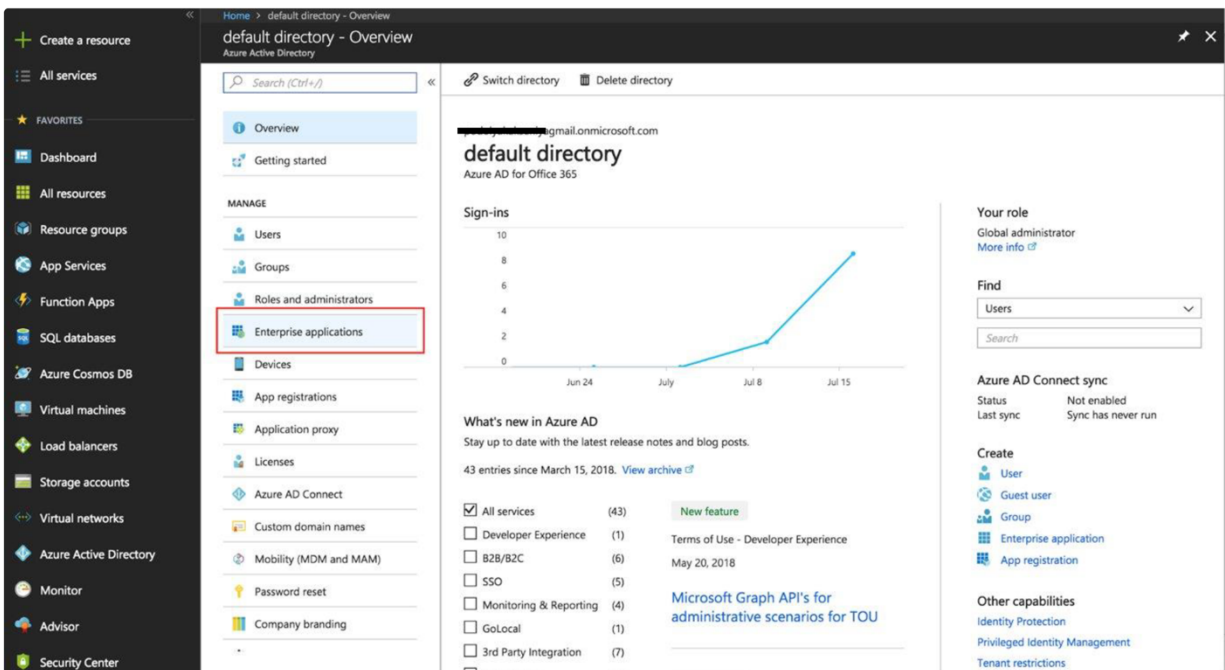 Home > default directory - Overview
default directory - Overview
Azure Active Directory
Create a resource
All services
FAVORITES
Dashboard
All resources
Resource groups
App Services
Function Apps
SQL databases
Azure Cosmos DB
Virtual machines
Load balancers
Storage accounts
Virtual networks
Azure Active Directory
Monitor
Advisor
Security Center
Search (Ctrl+/)
Overview
Getting started
MANAGE
Users
Groups
Roles and administrators
Enterprise applications
Devices
App registrations
Application proxy
Licenses
Azure AD Connect
Custom domain names
Mobility (MDM and MAM)
Password reset
Company branding
Switch directory
Delete directory
agmail.onmicrosoft.com
default directory
Azure AD for Office 365
Sign-ins
10
8
6
4
2
0
Jun 24 July Jul 8 Jul 15
What's new in Azure AD
Stay up to date with the latest release notes and blog posts.
43 entries since March 15, 2018. View archive
All services (43)
Developer Experience (1)
B2B/B2C (6)
SSO (5)
Monitoring & Reporting (4)
GoLocal (1)
3rd Party Integration (7)
New feature
Terms of Use - Developer Experience
May 20, 2018
Microsoft Graph API's for
administrative scenarios for TOU
Your role
Global administrator
More info
Find
Users
Search
Azure AD Connect sync
Status Not enabled
Last sync Sync has never run
Create
User
Guest user
Group
Enterprise application
App registration
Other capabilities
Identity Protection
Privileged Identity Management
Tenant restrictions